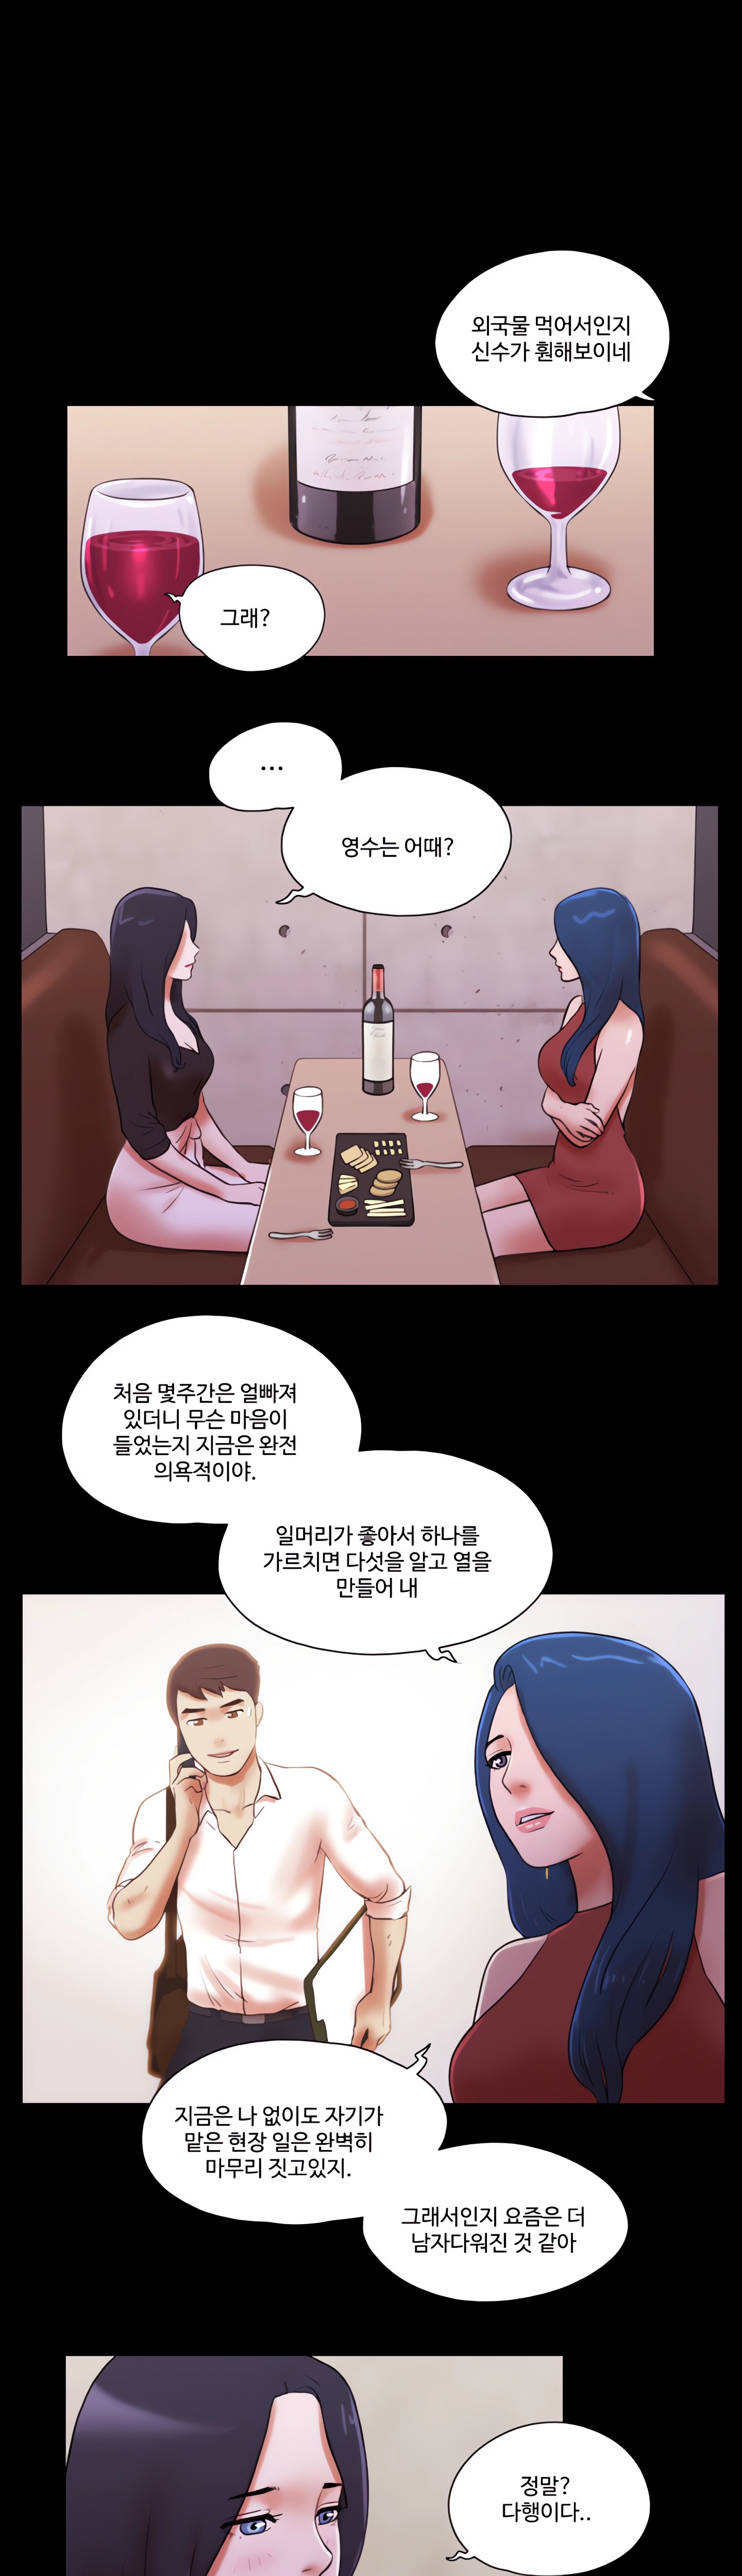 외국물 먹어서인지
신수가 훤해보이네
그래?
...
영수는 어때?
처음 몇주간은 얼빠져
있더니 무슨 마음이
들었는지 지금은 완전
의욕적이야.
일머리가 좋아서 하나를
가르치면 다섯을 알고 열을
만들어 내
지금은 나 없이도 자기가
맡은 현장 일은 완벽히
마무리 짓고있지.
그래서인지 요즘은 더
남자다워진 것 같아
정말?
다행이다..